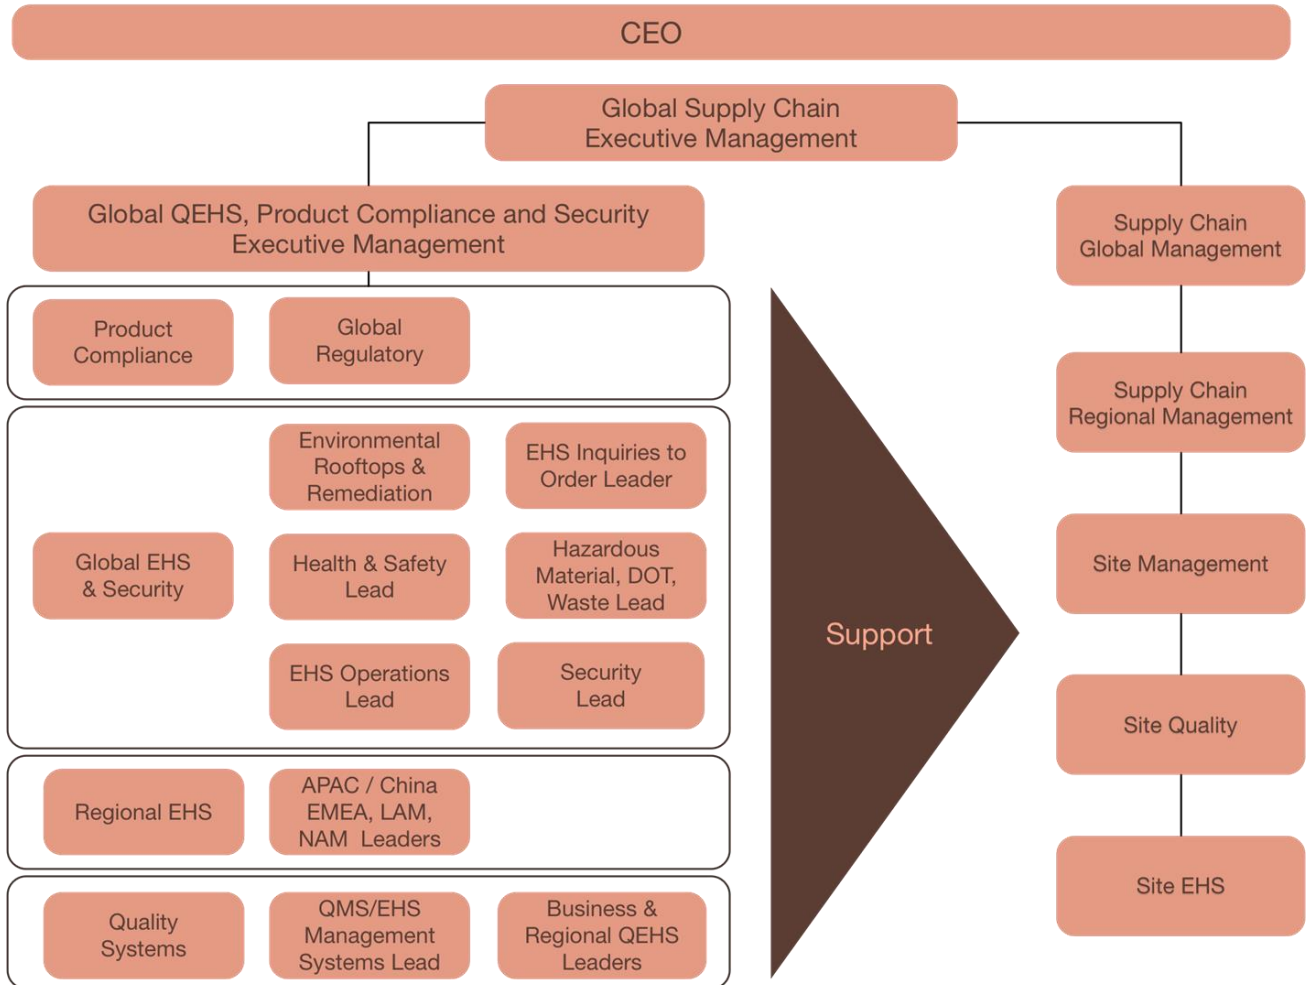 CEO
Global Supply Chain
Executive Management
Global QEHS, Product Compliance and Security
Executive Management
Product
Compliance
Global
Regulatory
Environmental
Rooftops &
Remediation
EHS Inquiries to
Order Leader
Global EHS
& Security
Health & Safety
Lead
Hazardous
Material, DOT,
Waste Lead
EHS Operations
Lead
Security
Lead
Regional EHS
APAC / China
EMEA, LAM,
NAM Leaders
Quality
Systems
QMS/EHS
Management
Systems Lead
Business &
Regional QEHS
Leaders
Support
Supply Chain
Global Management
Supply Chain
Regional Management
Site Management
Site Quality
Site EHS